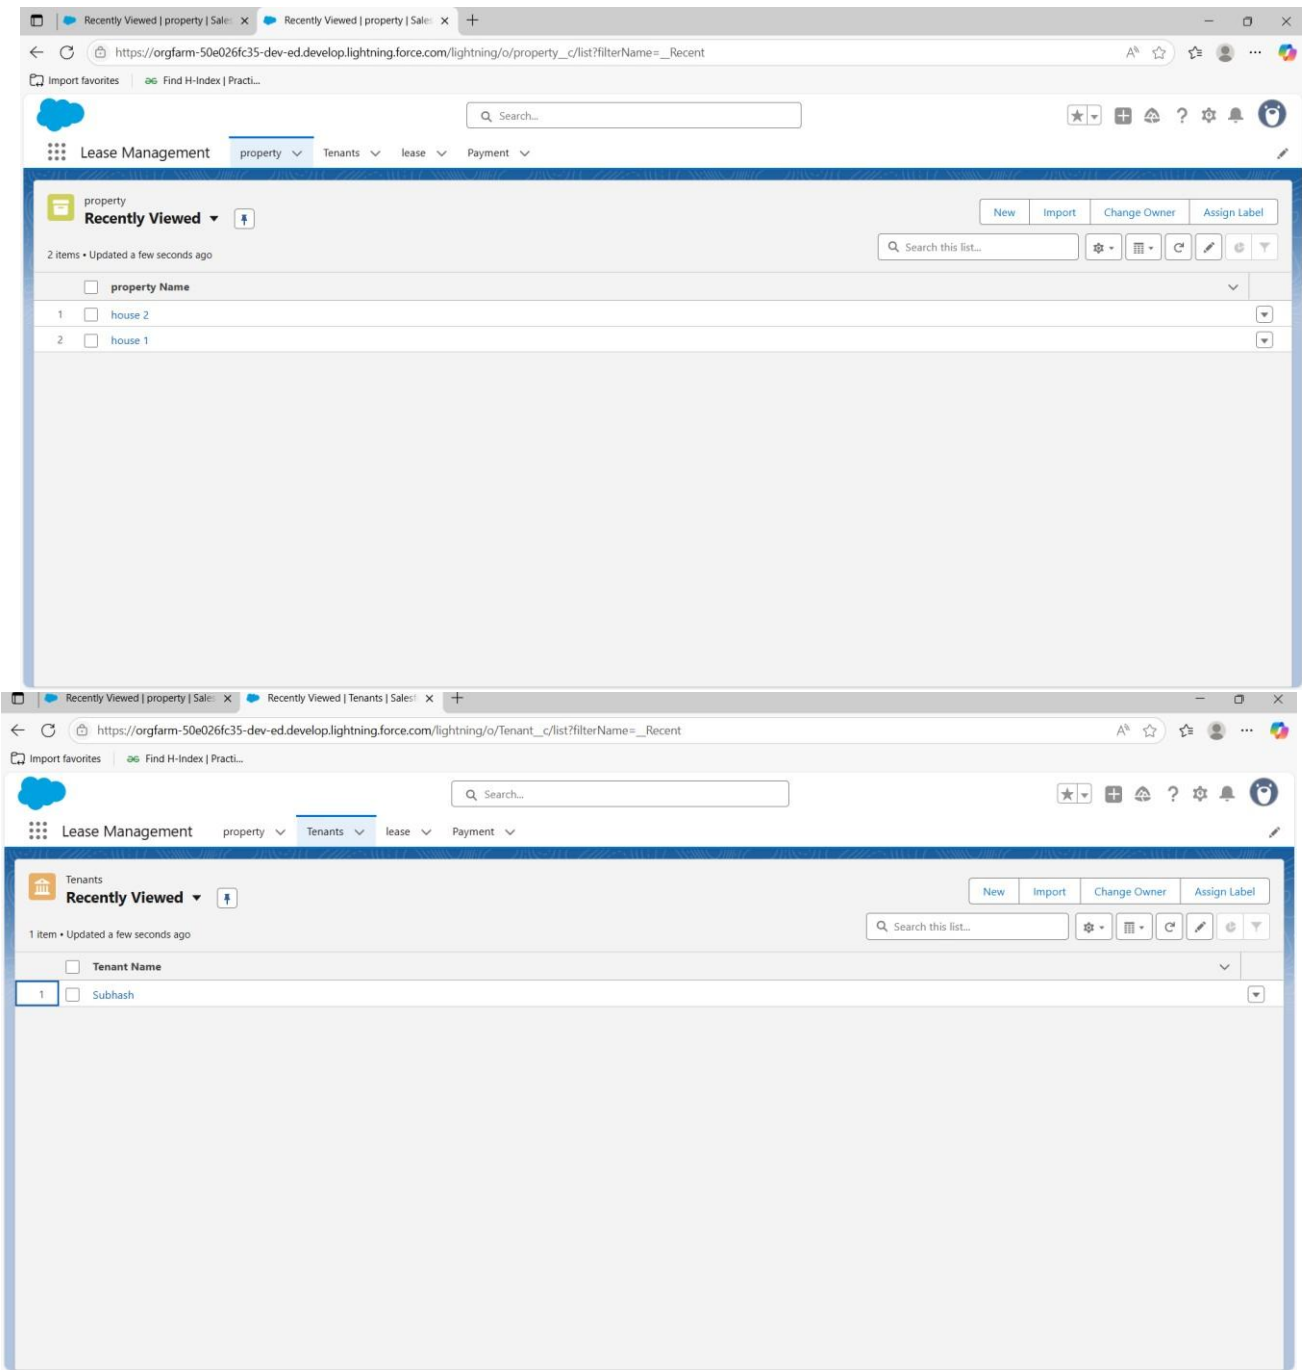 Recently Viewed | property | Sales Recently Viewed | property | Sales
https://orgfarm-50e026fc35-dev-ed.develop.lightning.force.com/lightning/o/property__c/list?filterName=__Recent
Import favorites Find H-Index | Practi...
Search...
Lease Management property Tenants lease Payment
property
Recently Viewed
New Import Change Owner Assign Label
2 items • Updated a few seconds ago
Search this list...
property Name
1 house 2
2 house 1
Recently Viewed | property | Sales Recently Viewed | Tenants | Salesf
https://orgfarm-50e026fc35-dev-ed.develop.lightning.force.com/lightning/o/Tenant__c/list?filterName=__Recent
Import favorites Find H-Index | Practi...
Search...
Lease Management property Tenants lease Payment
Tenants
Recently Viewed
New Import Change Owner Assign Label
1 item • Updated a few seconds ago
Search this list...
Tenant Name
1 Subhash